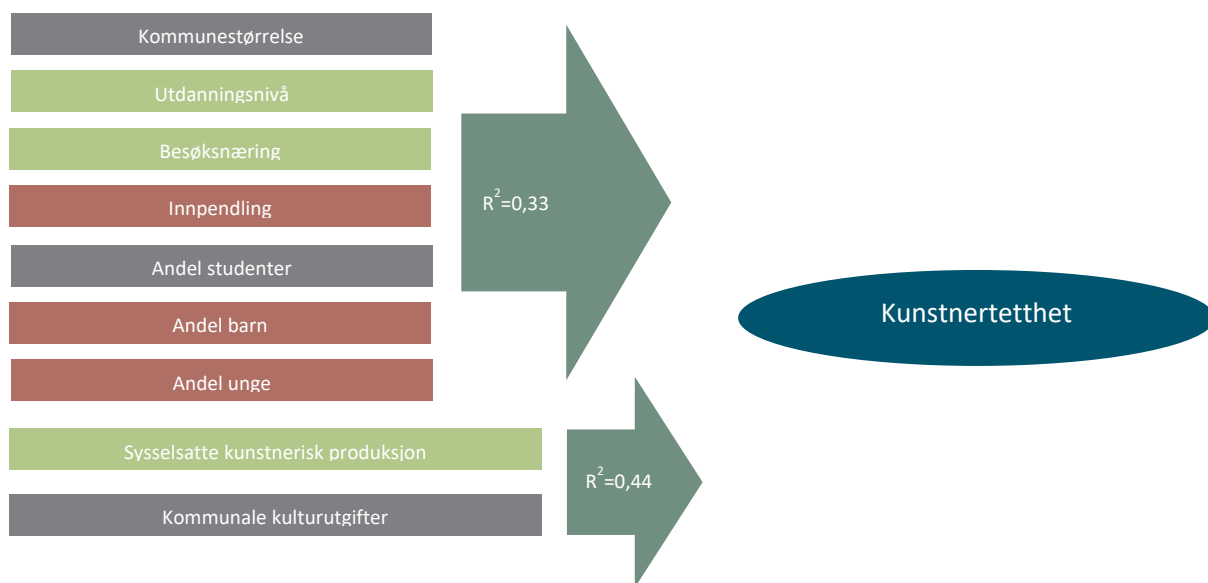 Kommunestørrelse
Utdanningsnivå
Besøksnæring
Innpendling
Andel studenter
Andel barn
Andel unge
R²=0,33
Kunstnertetthet
Sysselsatte kunstnerisk produksjon
Kommunale kulturutgifter
R²=0,44